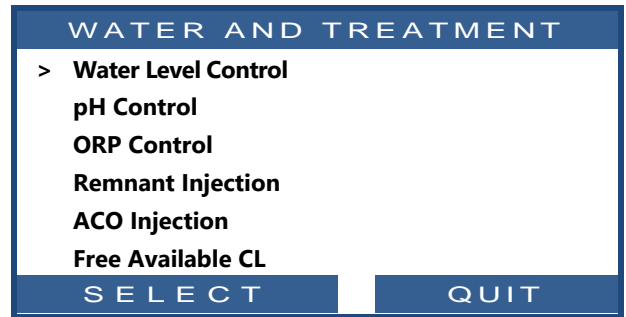 WATER AND TREATMENT
> Water Level Control
pH Control
ORP Control
Remnant Injection
ACO Injection
Free Available CL
SELECT QUIT